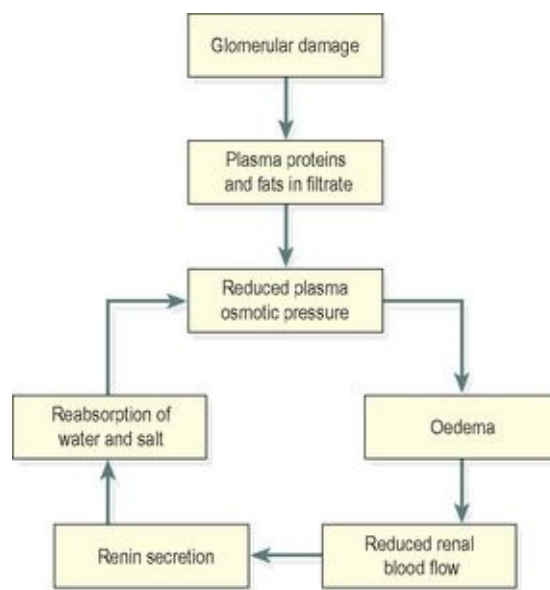 Glomerular damage
Plasma proteins
and fats in filtrate
Reduced plasma
osmotic pressure
Reabsorption of
water and salt
Oedema
Renin secretion
Reduced renal
blood flow